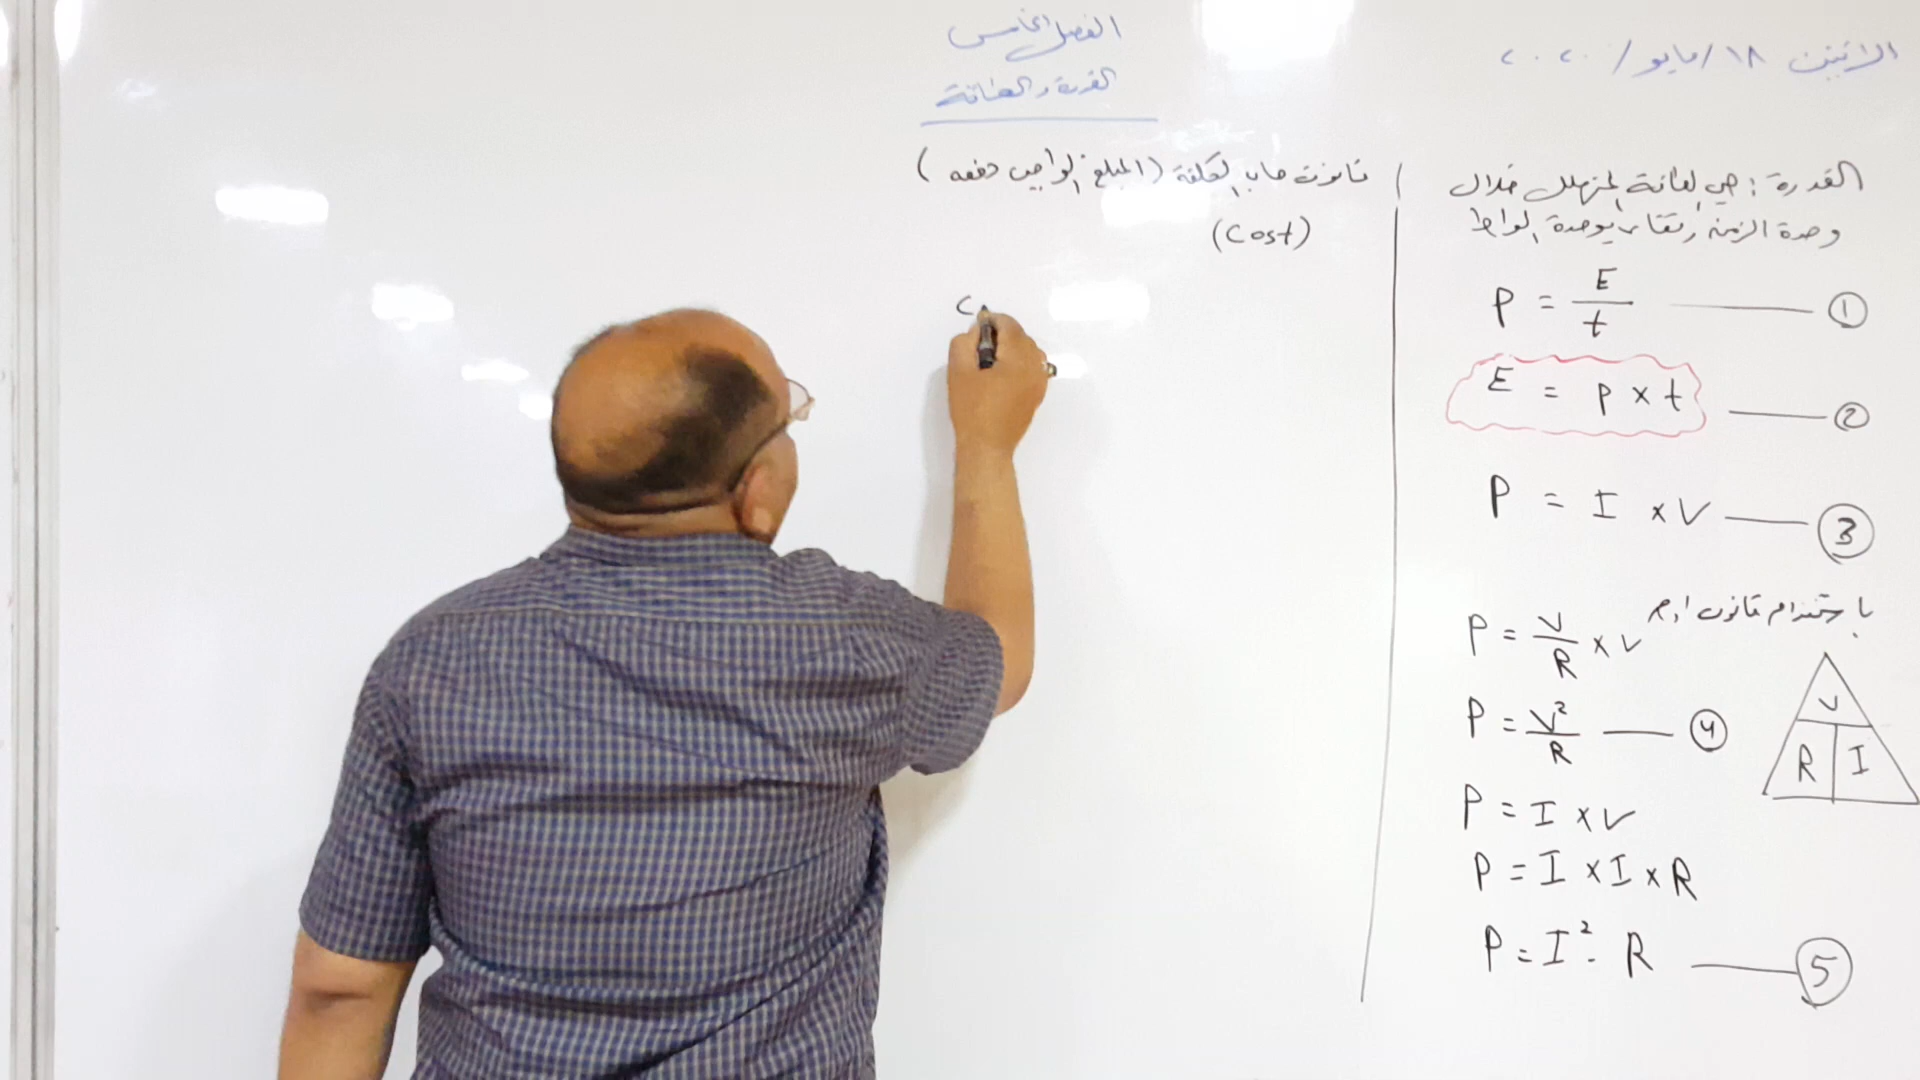 الاثنين ١٨/مايو/٢٠٢٠
الفصل الخامس
القدرة والطاقة
القدرة: هي الطاقة المستهلكة خلال
وحدة الزمن وتقاس بوحدة الواط
P = E/t ——— ①
E = P × t ——— ②
P = I × V ——— ③
باستخدام قانون اوم
P = V/R × V
P = V²/R ——— ④
V
R | I
P = I × V
P = I × I × R
P = I² · R ——— ⑤
قانون حساب التكلفة (المبلغ الواجب دفعه)
(Cost)
C